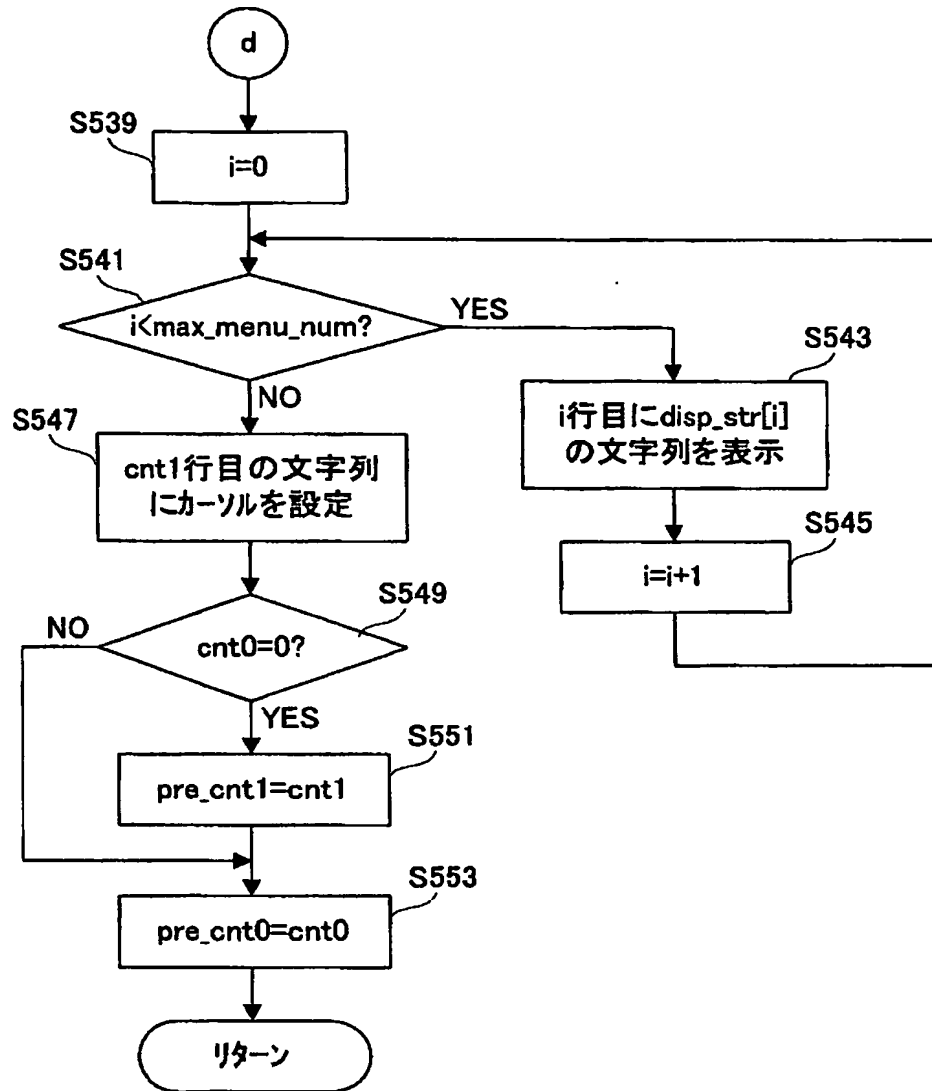 d
S539
i=0
S541
i<max_menu_num?
YES
NO
S543
i行目にdisp_str[i]
の文字列を表示
S545
i=i+1
S547
cnt1行目の文字列
にカーソルを設定
S549
cnt0=0?
NO
YES
S551
pre_cnt1=cnt1
S553
pre_cnt0=cnt0
リターン